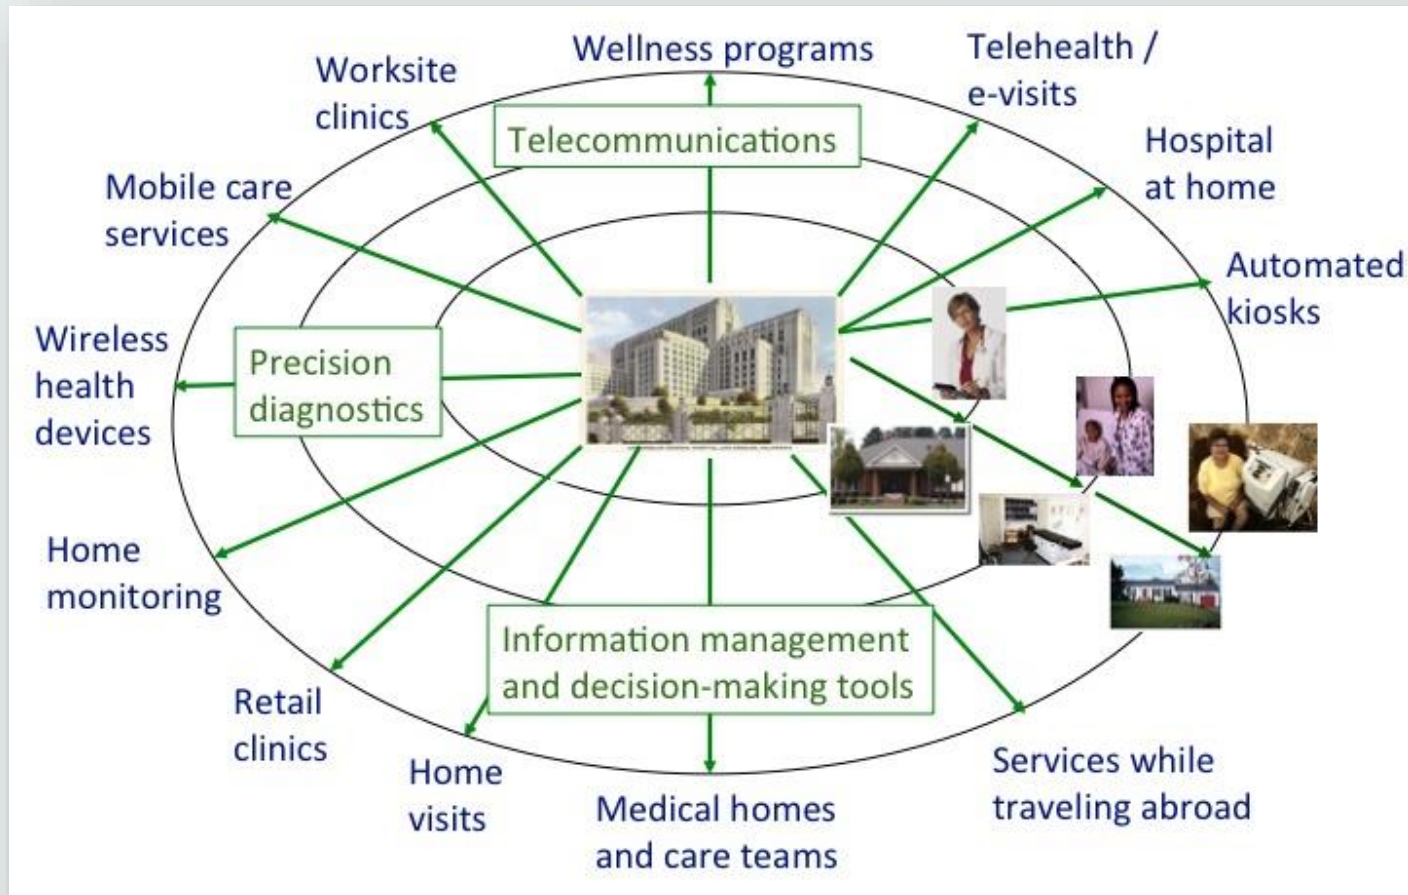 Wellness programs
Telehealth /
e-visits
Worksite
clinics
Telecommunications
Hospital
at home
Mobile care
services
Automated
kiosks
Wireless
health
devices
Precision
diagnostics
Home
monitoring
Information management
and decision-making tools
Retail
clinics
Home
visits
Medical homes
and care teams
Services while
traveling abroad